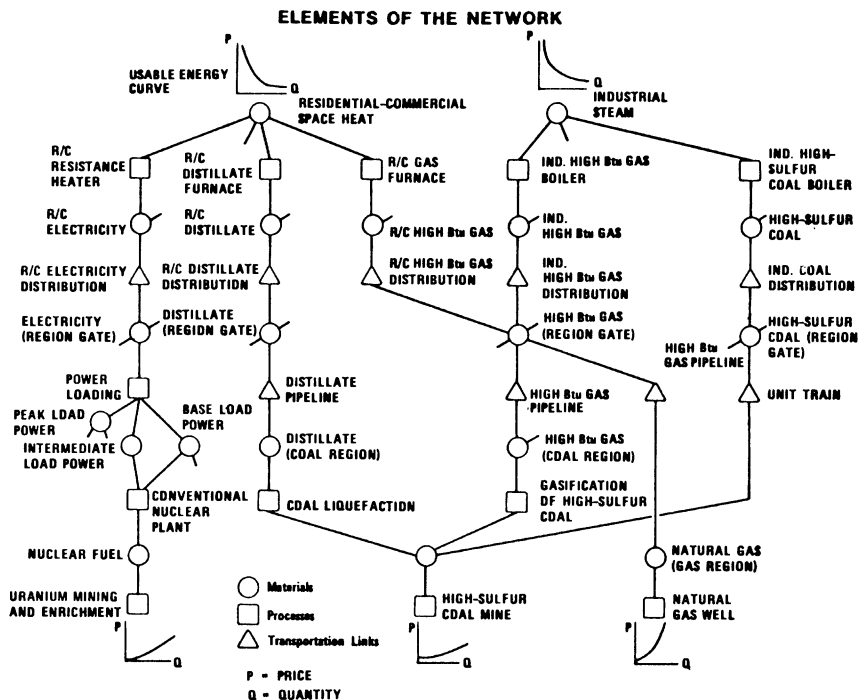 ELEMENTS OF THE NETWORK
P
Q
USABLE ENERGY
CURVE
RESIDENTIAL-COMMERCIAL
SPACE HEAT
P
Q
INDUSTRIAL
STEAM
R/C
RESISTANCE
HEATER
R/C
DISTILLATE
FURNACE
R/C GAS
FURNACE
IND. HIGH Btu GAS
BOILER
IND. HIGH-
SULFUR
COAL BOILER
R/C
ELECTRICITY
R/C
DISTILLATE
R/C HIGH Btu GAS
IND.
HIGH Btu GAS
HIGH-SULFUR
COAL
R/C ELECTRICITY
DISTRIBUTION
R/C DISTILLATE
DISTRIBUTION
R/C HIGH Btu GAS
DISTRIBUTION
IND.
HIGH Btu GAS
DISTRIBUTION
IND. COAL
DISTRIBUTION
ELECTRICITY
(REGION GATE)
DISTILLATE
(REGION GATE)
HIGH Btu GAS
(REGION GATE)
HIGH Btu
GAS PIPELINE
HIGH-SULFUR
COAL (REGION
GATE)
POWER
LOADING
DISTILLATE
PIPELINE
HIGH Btu GAS
PIPELINE
UNIT TRAIN
PEAK LOAD
POWER
BASE LOAD
POWER
INTERMEDIATE
LOAD POWER
DISTILLATE
(COAL REGION)
HIGH Btu GAS
(COAL REGION)
CONVENTIONAL
NUCLEAR
PLANT
COAL LIQUEFACTION
GASIFICATION
OF HIGH-SULFUR
COAL
NUCLEAR FUEL
NATURAL GAS
(GAS REGION)
URANIUM MINING
AND ENRICHMENT
Materials
Processes
Transportation Links
HIGH-SULFUR
COAL MINE
NATURAL
GAS WELL
P
Q
P
Q
P
Q
P = PRICE
Q = QUANTITY